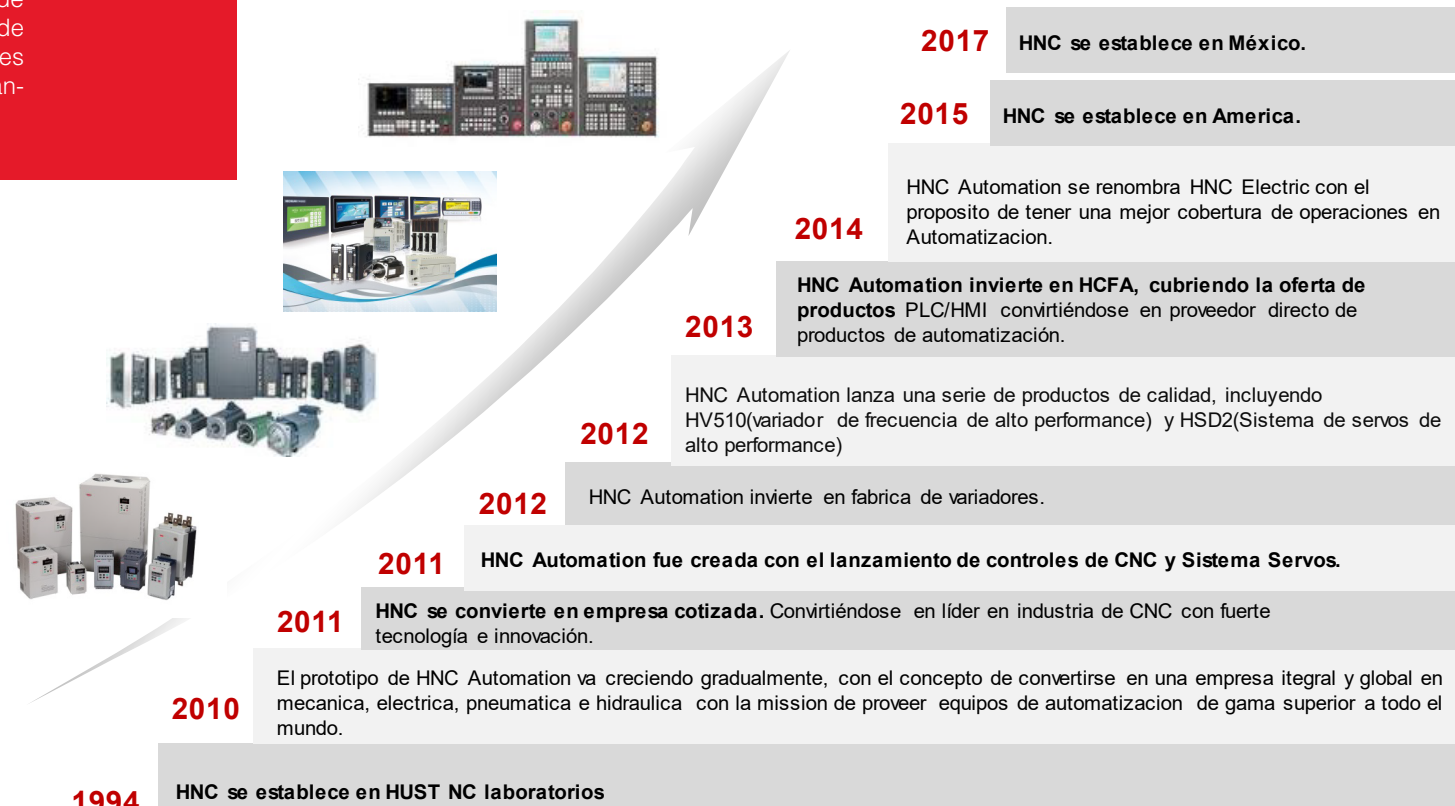 de
de
es
an-
2017
HNC se establece en México.
2015
HNC se establece en America.
2014
HNC Automation se renombra HNC Electric con el
proposito de tener una mejor cobertura de operaciones en
Automatizacion.
2013
HNC Automation invierte en HCFA, cubriendo la oferta de
productos PLC/HMI convirtiéndose en proveedor directo de
productos de automatización.
2012
HNC Automation lanza una serie de productos de calidad, incluyendo
HV510(variador de frecuencia de alto performance) y HSD2(Sistema de servos de
alto performance)
2012
HNC Automation invierte en fabrica de variadores.
2011
HNC Automation fue creada con el lanzamiento de controles de CNC y Sistema Servos.
2011
HNC se convierte en empresa cotizada. Convirtiéndose en líder en industria de CNC con fuerte
tecnología e innovación.
2010
El prototipo de HNC Automation va creciendo gradualmente, con el concepto de convertirse en una empresa itegral y global en
mecanica, electrica, pneumatica e hidraulica con la mission de proveer equipos de automatizacion de gama superior a todo el
mundo.
1994
HNC se establece en HUST NC laboratorios